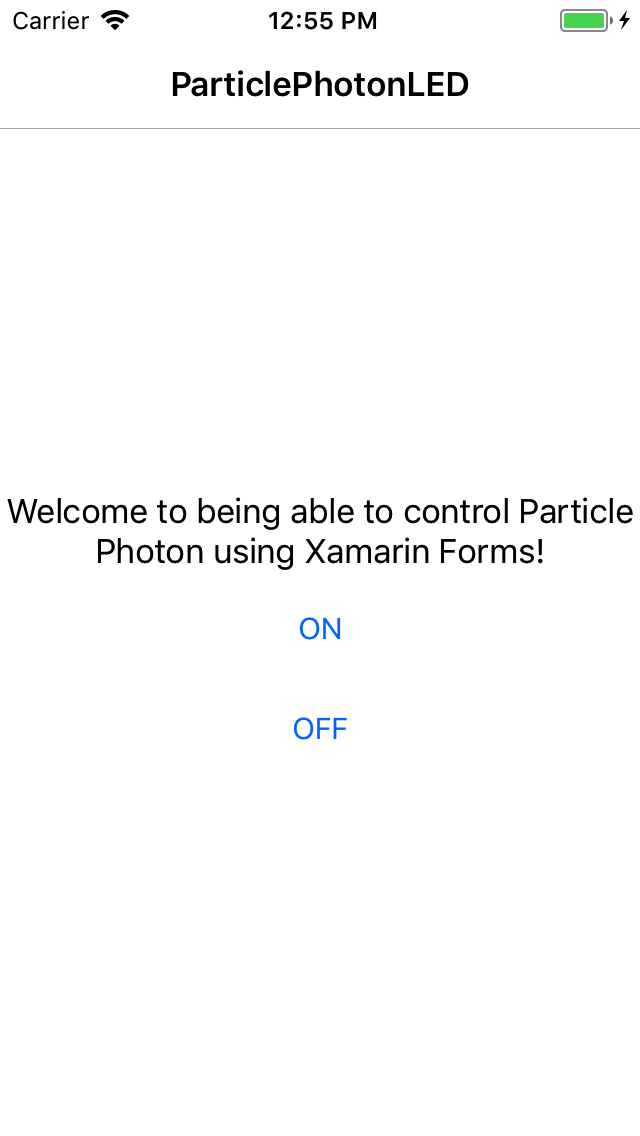 Carrier 12:55 PM
ParticlePhotonLED
Welcome to being able to control Particle
Photon using Xamarin Forms!
ON
OFF